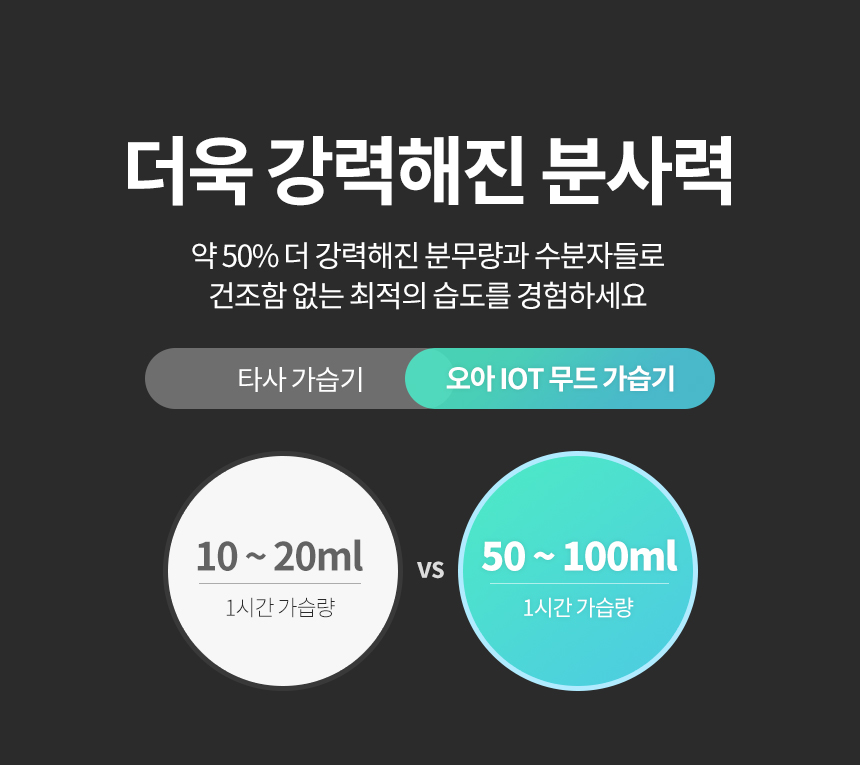 더욱 강력해진 분사력
약 50% 더 강력해진 분무량과 수분자들로
건조함 없는 최적의 습도를 경험하세요
타사 가습기
오아 IOT 무드 가습기
10 ~ 20ml
1시간 가습량
vs
50 ~ 100ml
1시간 가습량